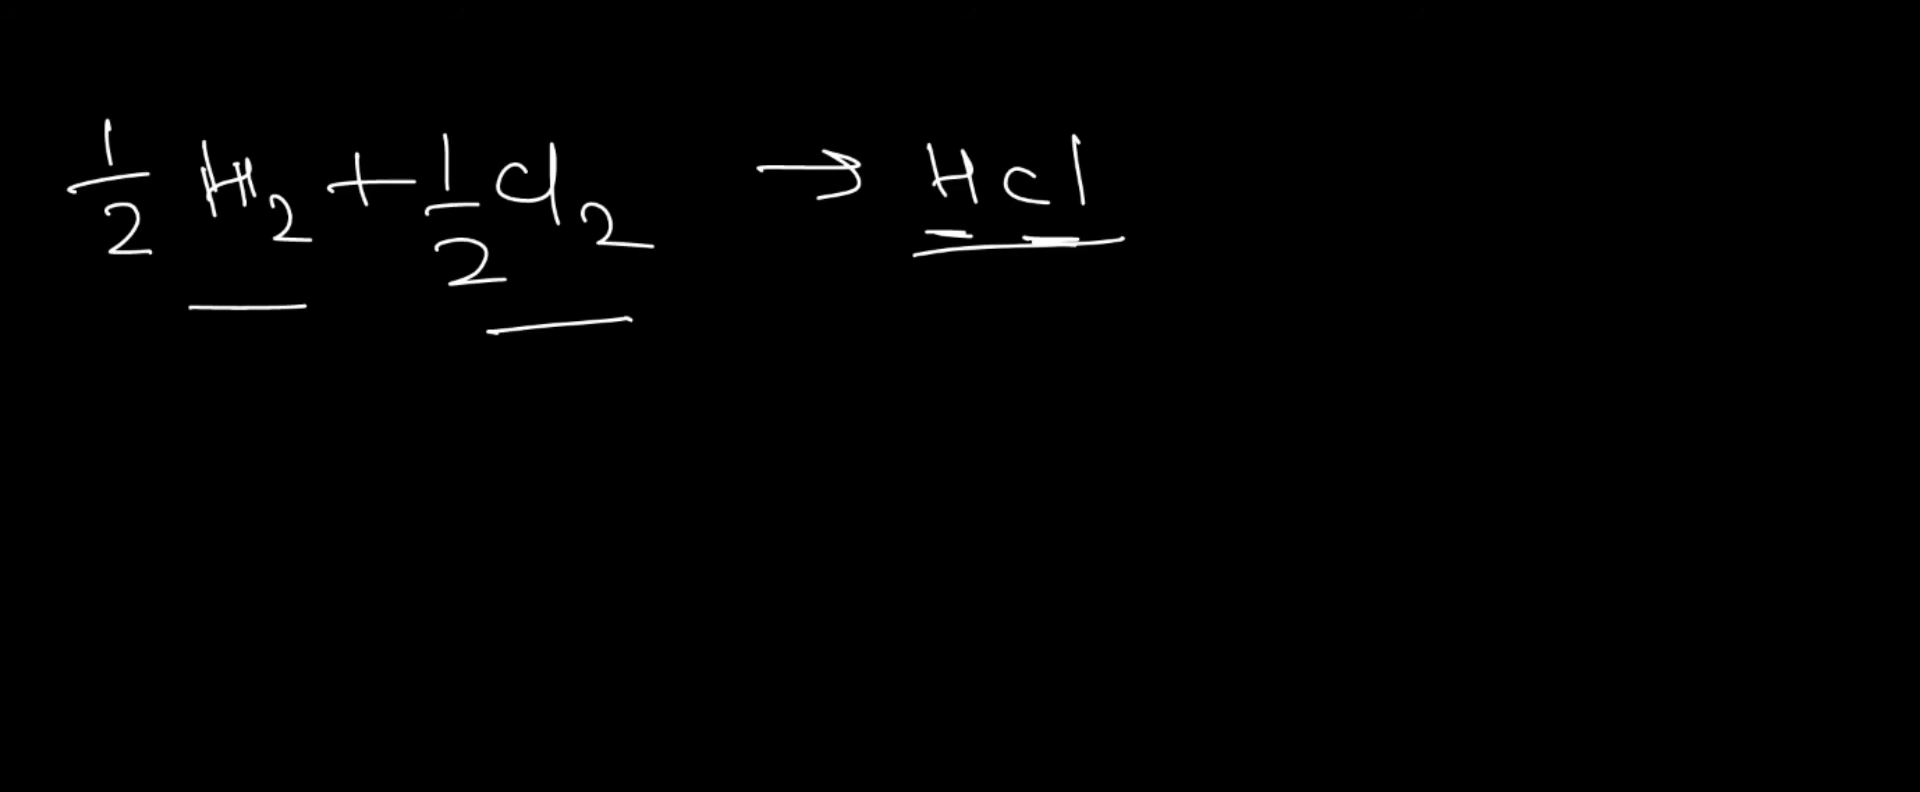 ½ H₂ + ½ Cl₂ → HCl